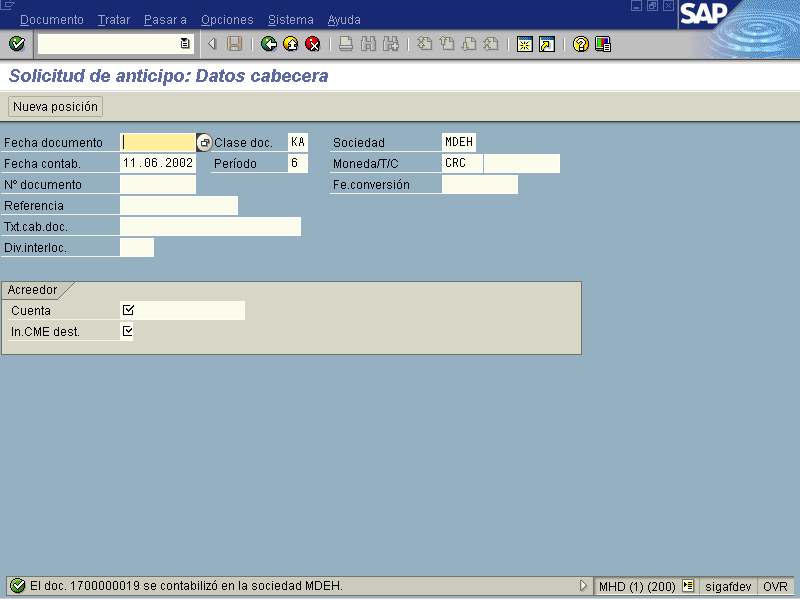 Documento Tratar Pasar a Opciones Sistema Ayuda
SAP
Solicitud de anticipo: Datos cabecera
Nueva posición
Fecha documento Clase doc. KA Sociedad MDEH
Fecha contab. 11.06.2002 Período 6 Moneda/T/C CRC
Nº documento Fe.conversión
Referencia
Txt.cab.doc.
Div.interloc.
Acreedor
Cuenta
In.CME dest.
El doc. 1700000019 se contabilizó en la sociedad MDEH. MHD (1) (200) sigafdev OVR